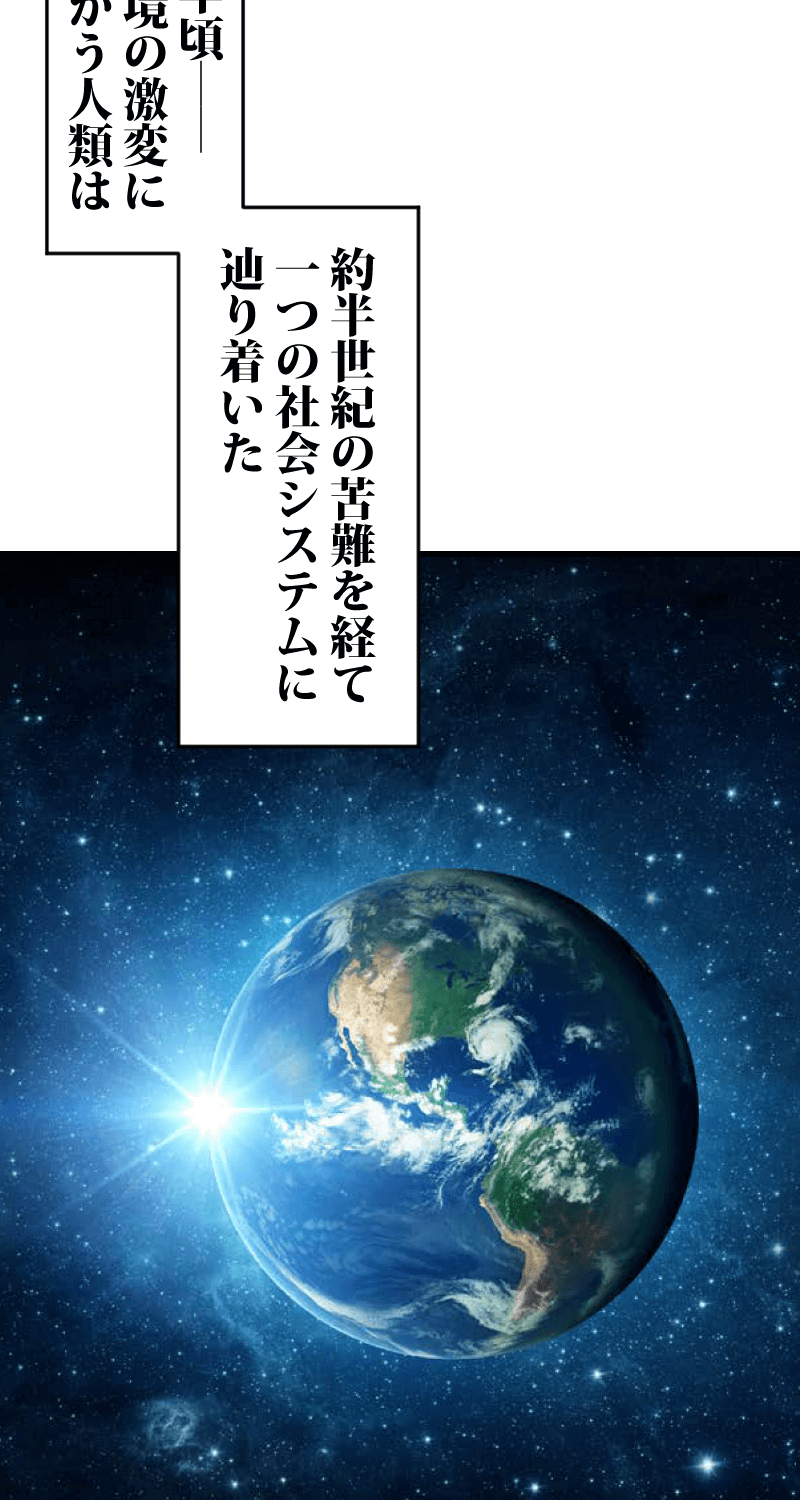 頃――
境の激変に
かう人類は
約半世紀の苦難を経て
一つの社会システムに
辿り着いた